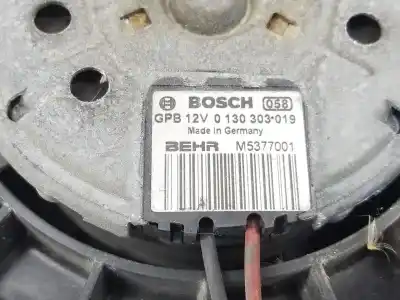 BOSCH 058
GPB 12V 0 130 303 019
Made in Germany
BEHR M5377001